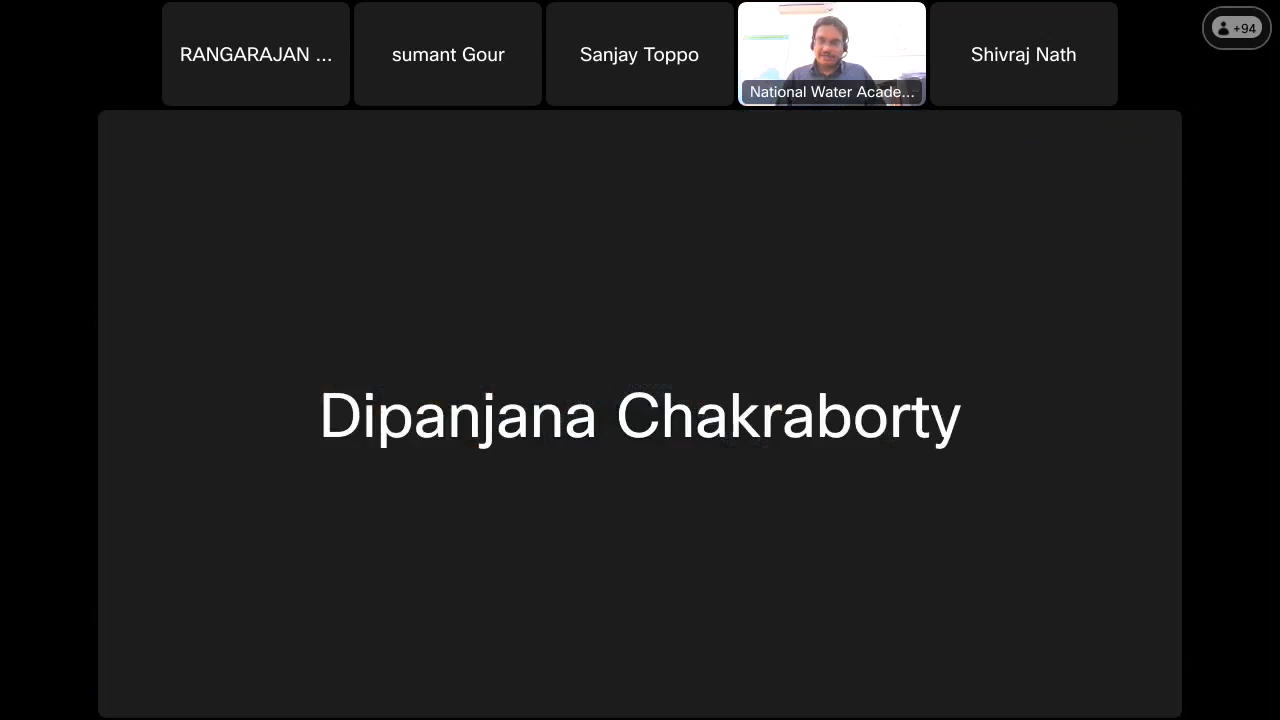 RANGARAJAN ...
sumant Gour
Sanjay Toppo
National Water Acade...
Shivraj Nath
+94
Dipanjana Chakraborty